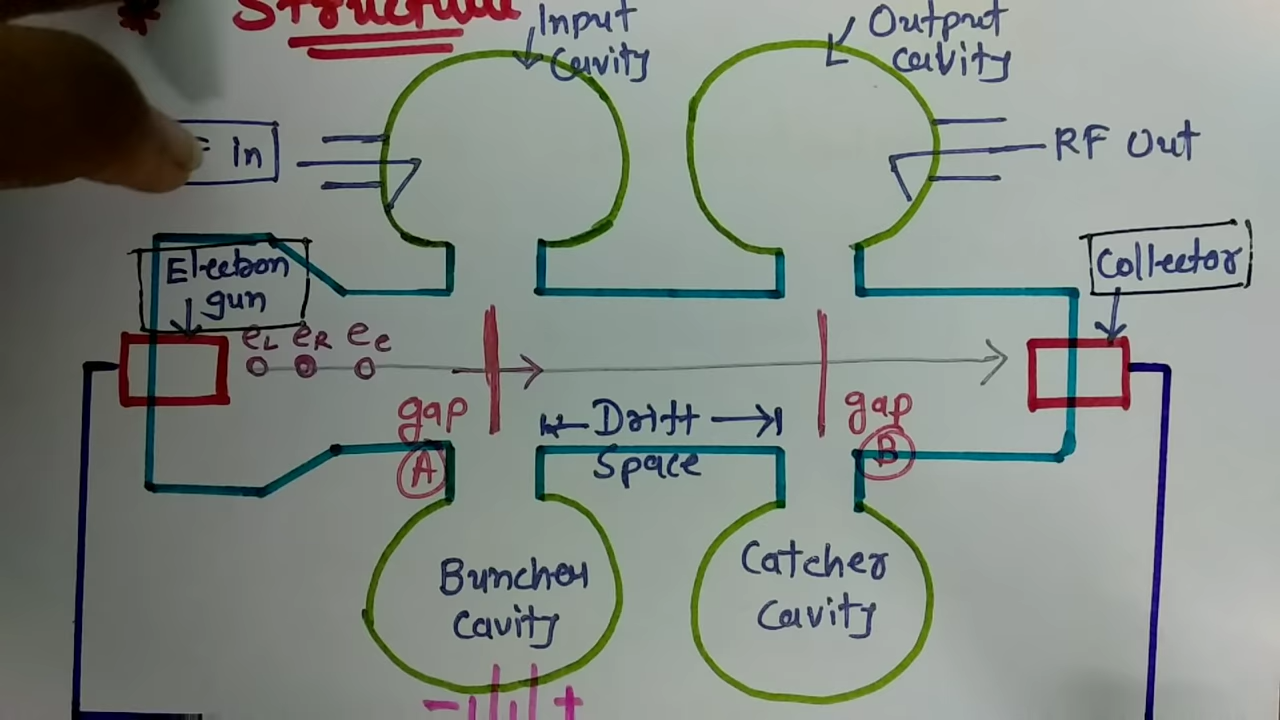 * Structure
Input
Cavity
Output
cavity
In
RF Out
Electron
gun
Collector
eL eR ee
gap
A
Drift
Space
gap
B
Buncher
Cavity
Catcher
Cavity
- +